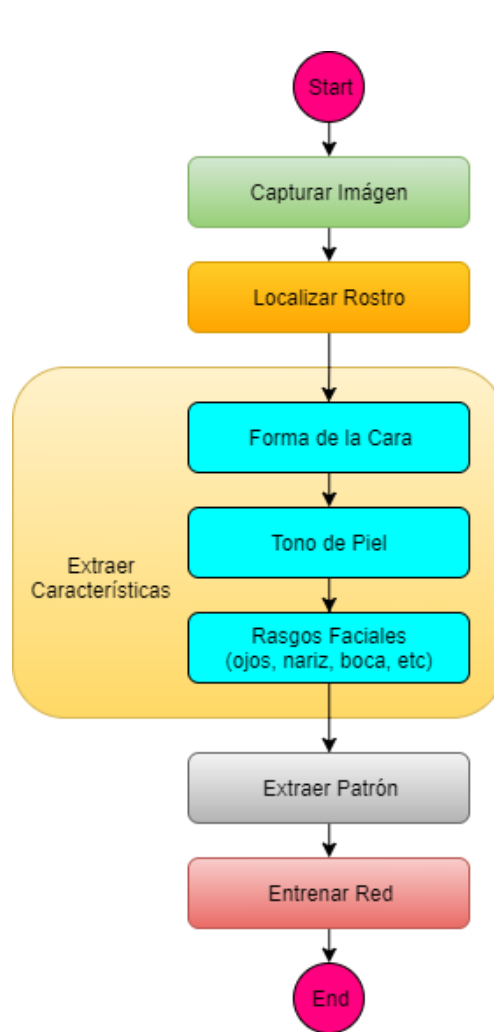 Start
Capturar Imágen
Localizar Rostro
Forma de la Cara
Tono de Piel
Extraer
Características
Rasgos Faciales
(ojos, nariz, boca, etc)
Extraer Patrón
Entrenar Red
End